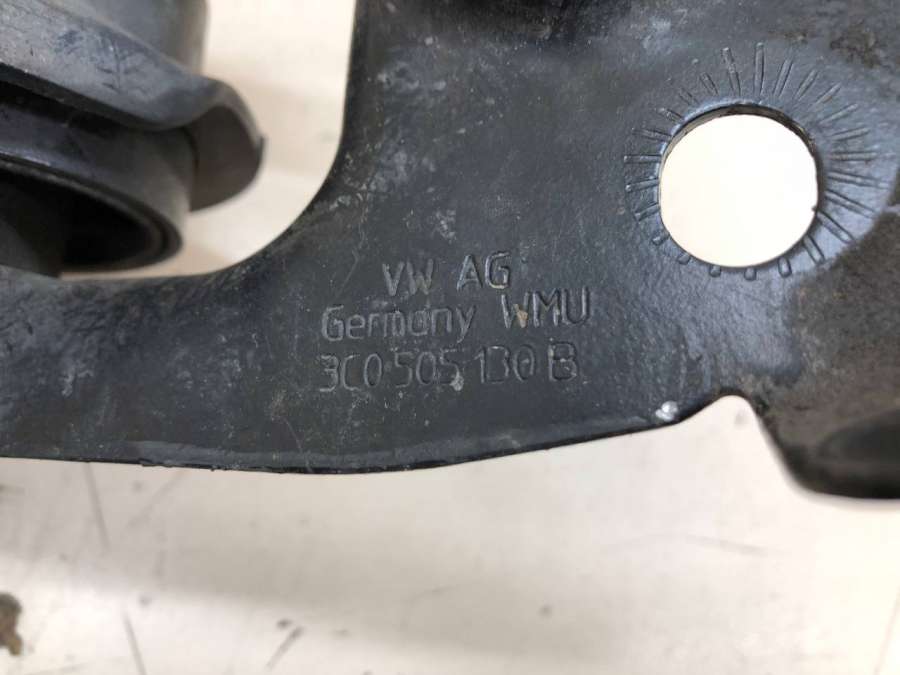 VW AG
Germany WMU
3C0 505 130 B